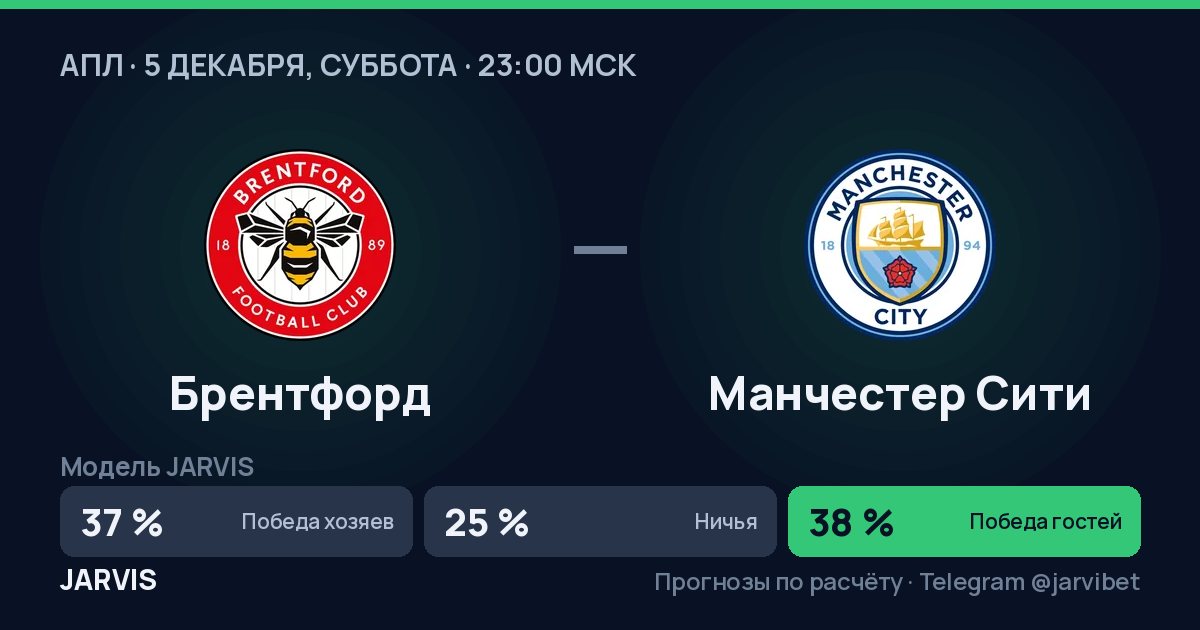 АПЛ · 5 ДЕКАБРЯ, СУББОТА · 23:00 МСК
BRENTFORD
18 89
FOOTBALL CLUB
MANCHESTER
18 94
CITY
Брентфорд
—
Манчестер Сити
Модель JARVIS
37 % Победа хозяев
25 % Ничья
38 % Победа гостей
JARVIS
Прогнозы по расчёту · Telegram @jarvibet